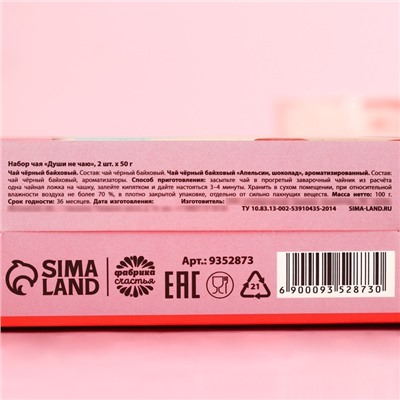 Набор чая «Души не чаю», 2 шт. x 50 г
Чай чёрный байховый. Состав: чай чёрный байховый. Чай чёрный байховый «Апельсин, шоколад», ароматизированный. Состав:
чай чёрный байховый, ароматизаторы. Способ приготовления: засыпьте чай в прогретый заварочник чайник из расчёта
одна чайная ложка на чашку, залейте кипятком и дайте настояться 3–4 минуты. Хранить в сухом помещении, при относительной
влажности воздуха не более 70 %, в плотно закрытой упаковке, отдельно от сильно пахнущих веществ. Масса нетто: 100 г.
Срок годности: 36 месяцев. Дата изготовления: Изготовитель:
ТУ 10.83.13-002-53910435-2014 SIMA-LAND.RU
SIMA
LAND
фабрика
счастья
EAC
Арт.: 9352873
21
6 900093 528730